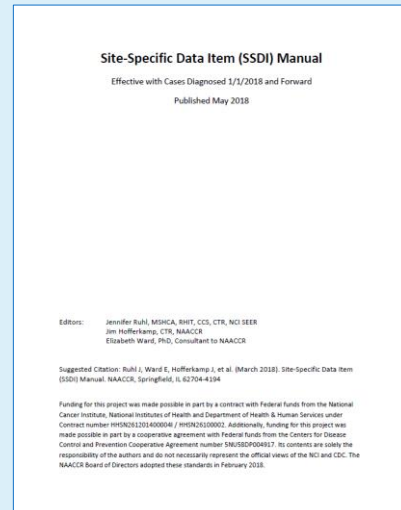 Site-Specific Data Item (SSDI) Manual
Effective with Cases Diagnosed 1/1/2018 and Forward
Published May 2018
Editors: Jennifer Ruhl, MSHCA, RHIT, CCS, CTR, NCI SEER
Jim Hofferkamp, CTR, NAACCR
Elizabeth Ward, PhD, Consultant to NAACCR
Suggested Citation: Ruhl J, Ward E, Hofferkamp J, et al. (March 2018). Site-Specific Data Item
(SSDI) Manual. NAACCR, Springfield, IL 62704-4194
Funding for this project was made possible in part by a contract with Federal funds from the National
Cancer Institute, National Institutes of Health and Department of Health & Human Services under
Contract number HHSN261201400004I / HHSN26100002. Additionally, funding for this project was
made possible in part by a cooperative agreement with Federal funds from the Centers for Disease
Control and Prevention Cooperative Agreement number 5NU58DP004917. Its contents are solely the
responsibility of the authors and do not necessarily represent the official views of the NCI and CDC. The
NAACCR Board of Directors adopted these standards in February 2018.